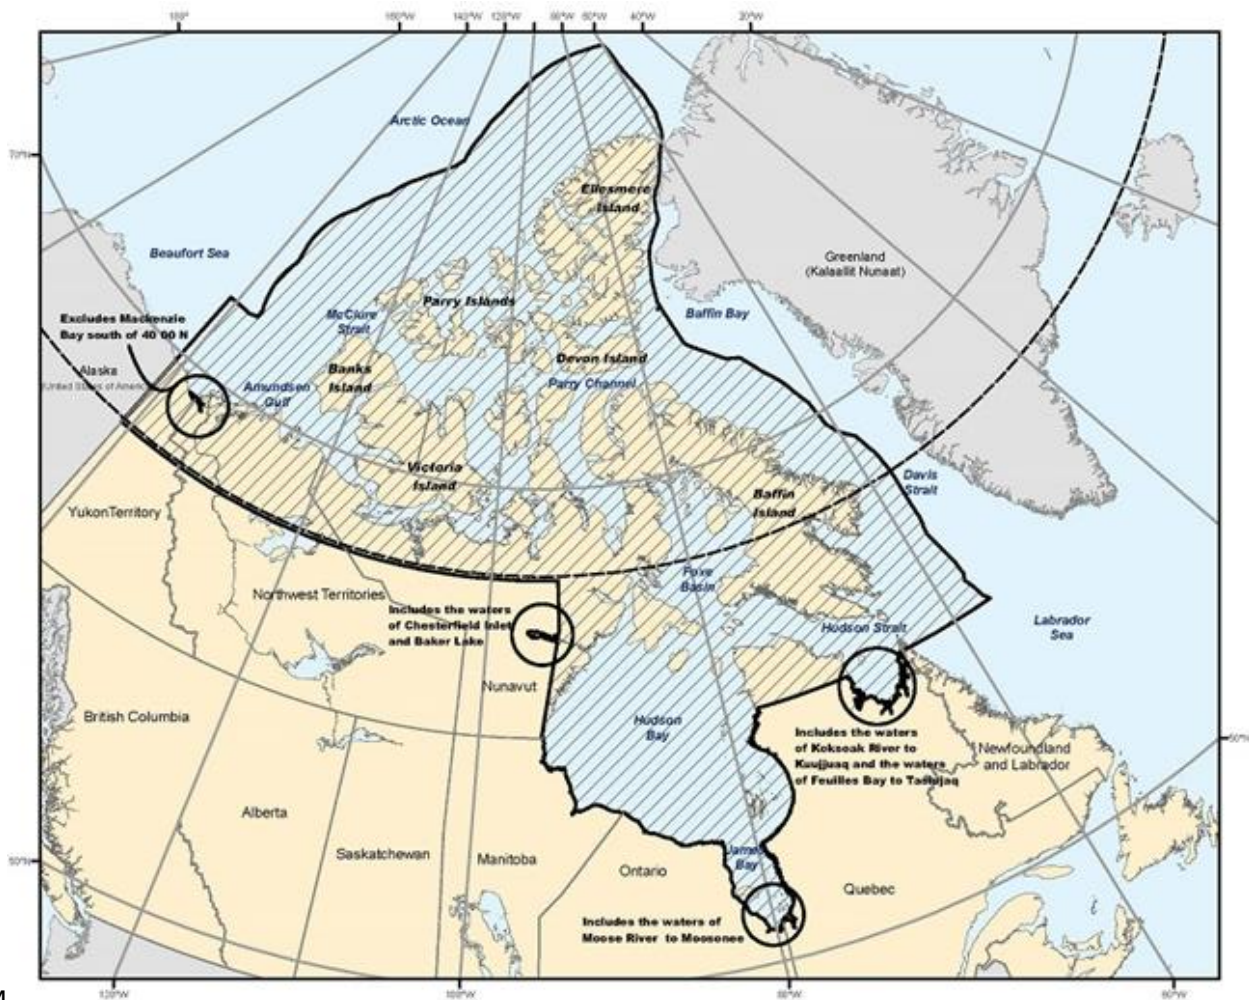 180°
160°W
140°W
120°W
80°W
60°W
40°W
20°W
Arctic Ocean
70°N
Ellesmere
Island
Beaufort Sea
Greenland
(Kalaallit Nunaat)
Parry Islands
McClure
Strait
Baffin Bay
Excludes Mackenzie
Bay south of 40 00 N
Devon Island
Alaska
(United States of America)
Banks
Island
Parry Channel
Amundsen
Gulf
Victoria
Island
Davis
Strait
Baffin
Island
YukonTerritory
Foxe
Basin
Northwest Territories
Includes the waters
of Chesterfield Inlet
and Baker Lake
Hudson Strait
Labrador
Sea
Nunavut
British Columbia
Hudson
Bay
Includes the waters
of Koksoak River to
Kuujjuaq and the waters
of Feuilles Bay to Tasiujaq
Newfoundland
and Labrador
60°N
Alberta
Saskatchewan
Manitoba
James
Bay
50°N
Ontario
Quebec
Includes the waters of
Moose River to Moosonee
120°W
100°W
80°W
60°W